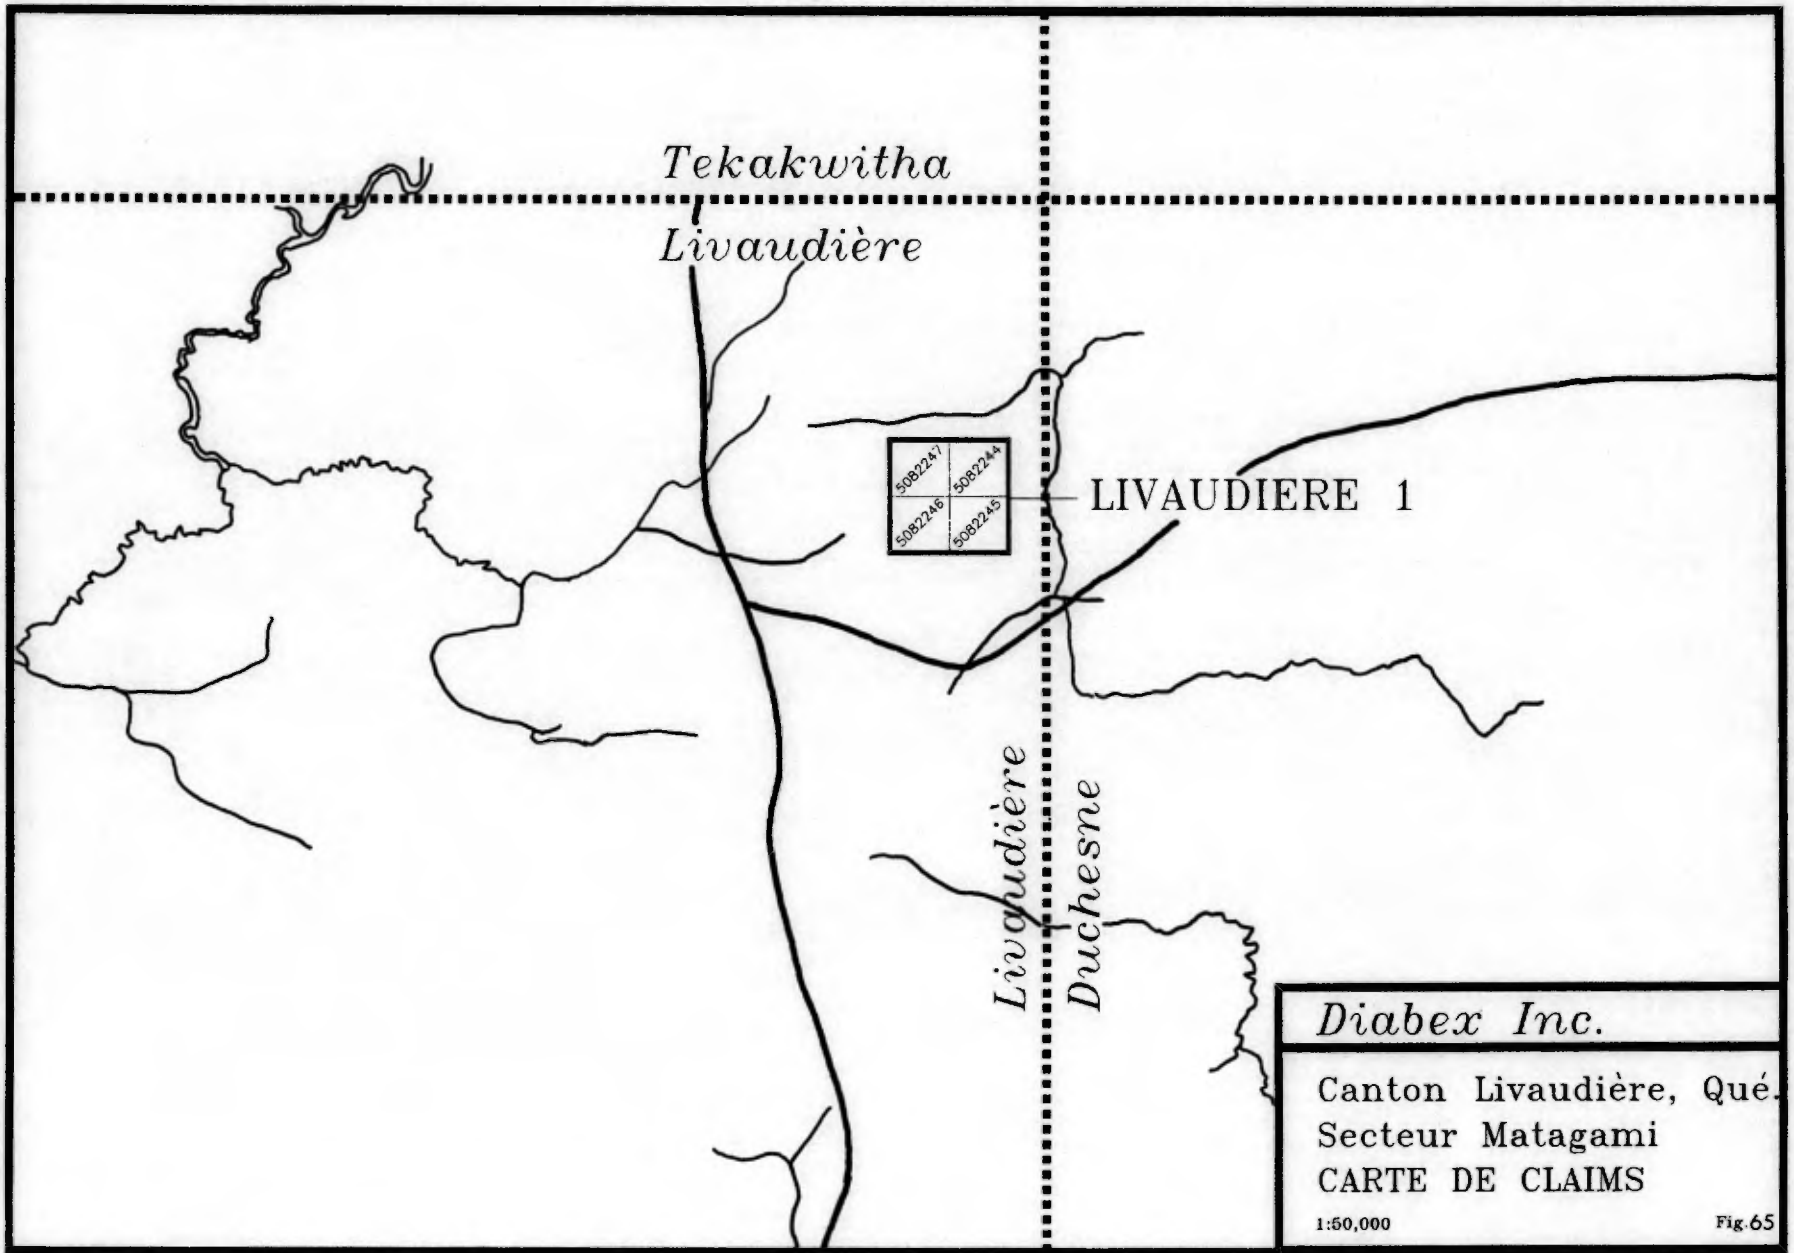 Tekakwitha
Livaudière
5082247
5082244
5082246
5082245
LIVAUDIERE 1
Livaudière
Duchesne
Diabex Inc.
Canton Livaudière, Qué.
Secteur Matagami
CARTE DE CLAIMS
1:50,000
Fig.65